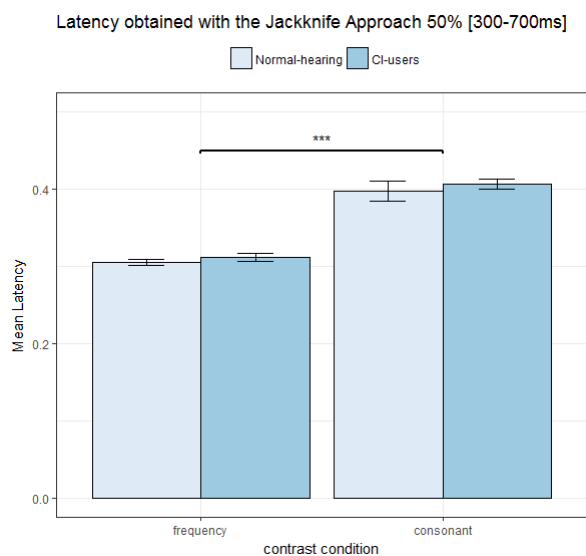 Latency obtained with the Jackknife Approach 50% [300-700ms]
Normal-hearing CI-users
***
0.4
0.2
0.0
Mean Latency
frequency consonant
contrast condition